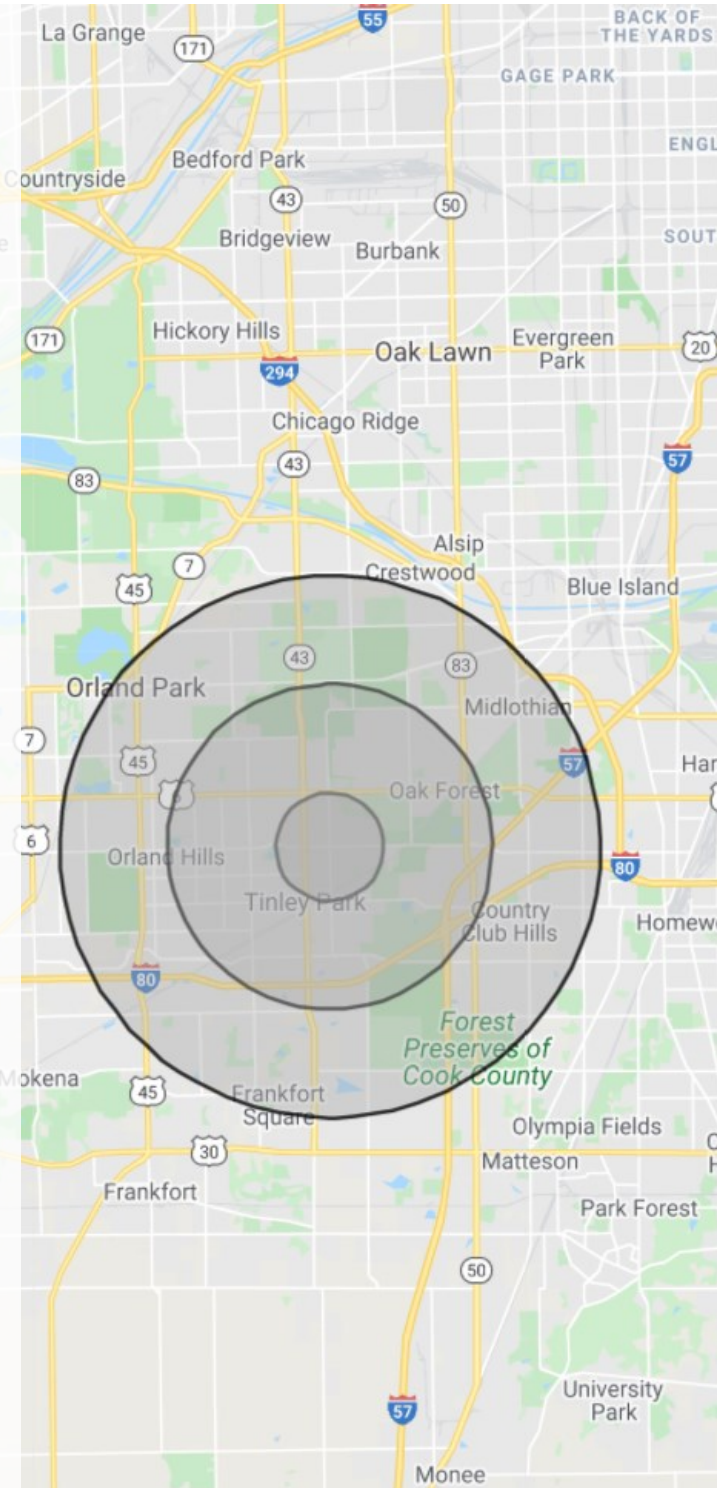 BACK OF
THE YARDS
55
La Grange
171
GAGE PARK
ENGL
Bedford Park
Countryside
43
50
Bridgeview
SOUT
Burbank
Hickory Hills
171
Evergreen
Park
20
Oak Lawn
294
Chicago Ridge
57
43
83
Alsip
7
Crestwood
45
Blue Island
43
83
Orland Park
Midlothian
7
45
57
Har
6
Oak Forest
6
Orland Hills
80
Tinley Park
Country
Club Hills
Homew
80
Forest
Preserves of
Cook County
Mokena
45
Frankfort
Square
Olympia Fields
30
Matteson
Frankfort
Park Forest
50
University
Park
57
Monee